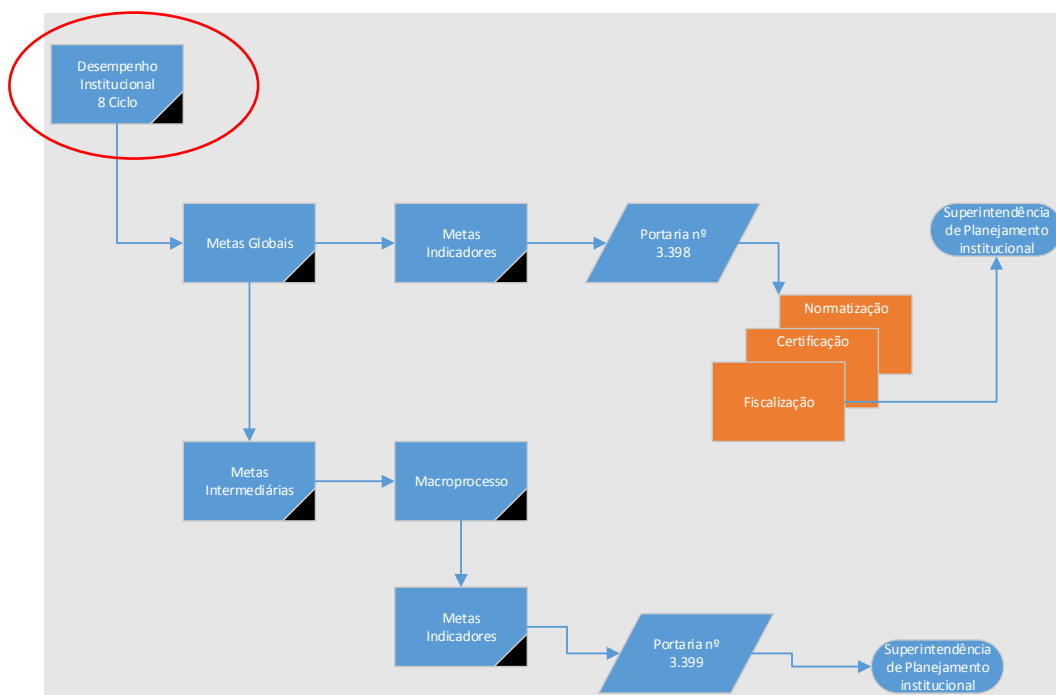 Desempenho
Institucional
8 Ciclo
Metas Globais
Metas
Indicadores
Portaria nº
3.398
Superintendência
de Planejamento
institucional
Normatização
Certificação
Fiscalização
Metas
Intermediárias
Macroprocesso
Metas
Indicadores
Portaria nº
3.399
Superintendência
de Planejamento
institucional